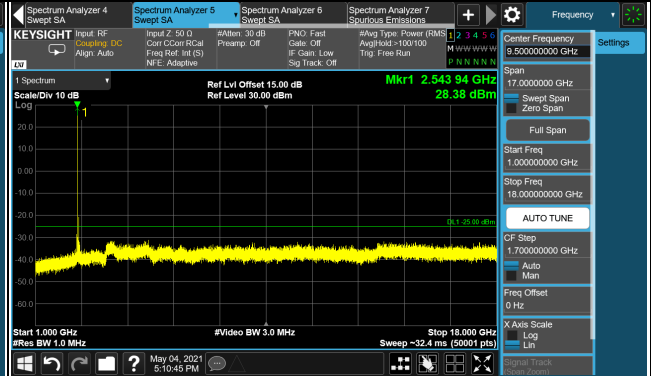 Spectrum Analyzer 4
Swept SA
Spectrum Analyzer 5
Swept SA
Spectrum Analyzer 6
Swept SA
Spectrum Analyzer 7
Spurious Emissions
Frequency
KEYSIGHT
Input: RF
Coupling: DC
Align: Auto
Input Z: 50 Ω
Corr CCorr RCal
Freq Ref: Int (S)
NFE: Adaptive
#Atten: 30 dB
Preamp: Off
PNO: Fast
Gate: Off
IF Gain: Low
Sig Track: Off
#Avg Type: Power (RMS
Avg|Hold:>100/100
Trig: Free Run
1 2 3 4 5 6
M W W W W W
P N N N N N
LXI
1 Spectrum
Scale/Div 10 dB
Ref Lvl Offset 15.00 dB
Ref Level 30.00 dBm
Mkr1 2.543 94 GHz
28.38 dBm
Log
1
20.0
10.0
0.00
-10.0
-20.0
-30.0
-40.0
-50.0
-60.0
DL1 -25.00 dBm
Start 1.000 GHz
#Res BW 1.0 MHz
#Video BW 3.0 MHz
Stop 18.000 GHz
Sweep ~32.4 ms (50001 pts)
May 04, 2021
5:10:45 PM
Center Frequency
9.500000000 GHz
Settings
Span
17.0000000 GHz
Swept Span
Zero Span
Full Span
Start Freq
1.000000000 GHz
Stop Freq
18.000000000 GHz
AUTO TUNE
CF Step
1.700000000 GHz
Auto
Man
Freq Offset
0 Hz
X Axis Scale
Log
Lin
Signal Track
(Span Zoom)